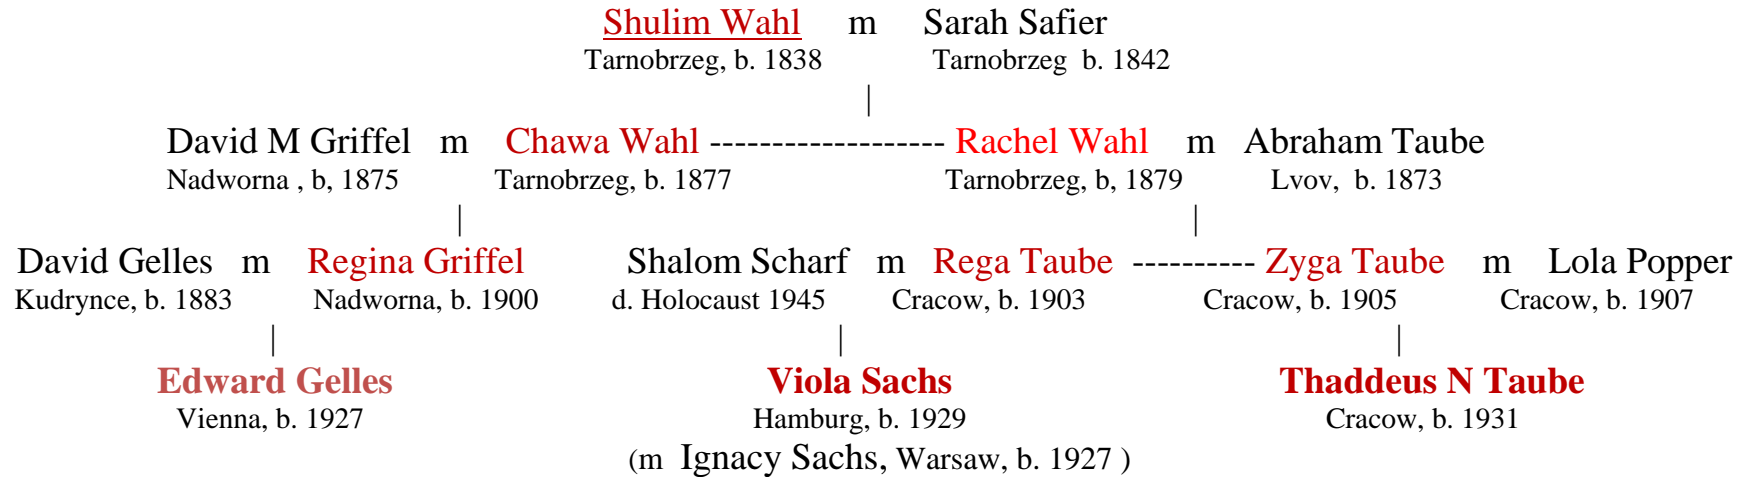 Shulim Wahl m Sarah Safier
Tarnobrzeg, b. 1838 Tarnobrzeg b. 1842
|
David M Griffel m Chawa Wahl ------------------- Rachel Wahl m Abraham Taube
Nadworna , b, 1875 Tarnobrzeg, b. 1877 Tarnobrzeg, b, 1879 Lvov, b. 1873
| |
David Gelles m Regina Griffel Shalom Scharf m Rega Taube ---------- Zyga Taube m Lola Popper
Kudrynce, b. 1883 Nadworna, b. 1900 d. Holocaust 1945 Cracow, b. 1903 Cracow, b. 1905 Cracow, b. 1907
| | |
Edward Gelles Viola Sachs Thaddeus N Taube
Vienna, b. 1927 Hamburg, b. 1929 Cracow, b. 1931
(m Ignacy Sachs, Warsaw, b. 1927 )